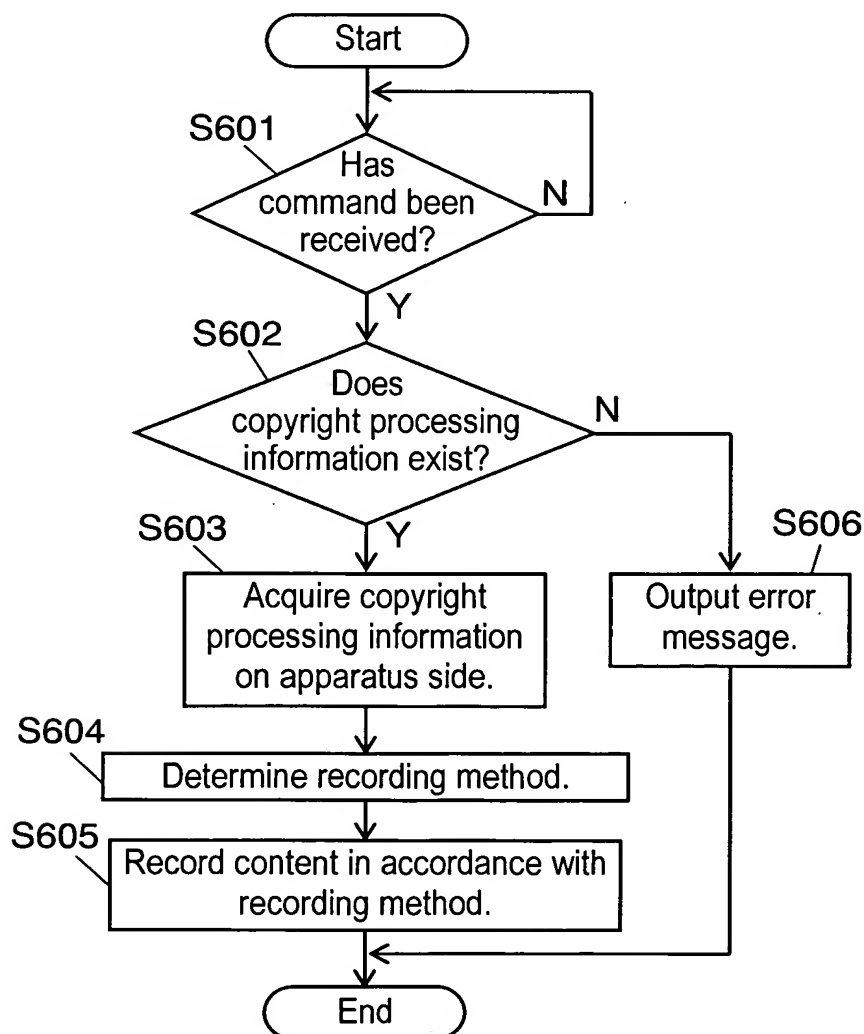 Start
S601
Has
command been
received?
N
Y
S602
Does
copyright processing
information exist?
N
Y
S603
Acquire copyright
processing information
on apparatus side.
S606
Output error
message.
S604
Determine recording method.
S605
Record content in accordance with
recording method.
End